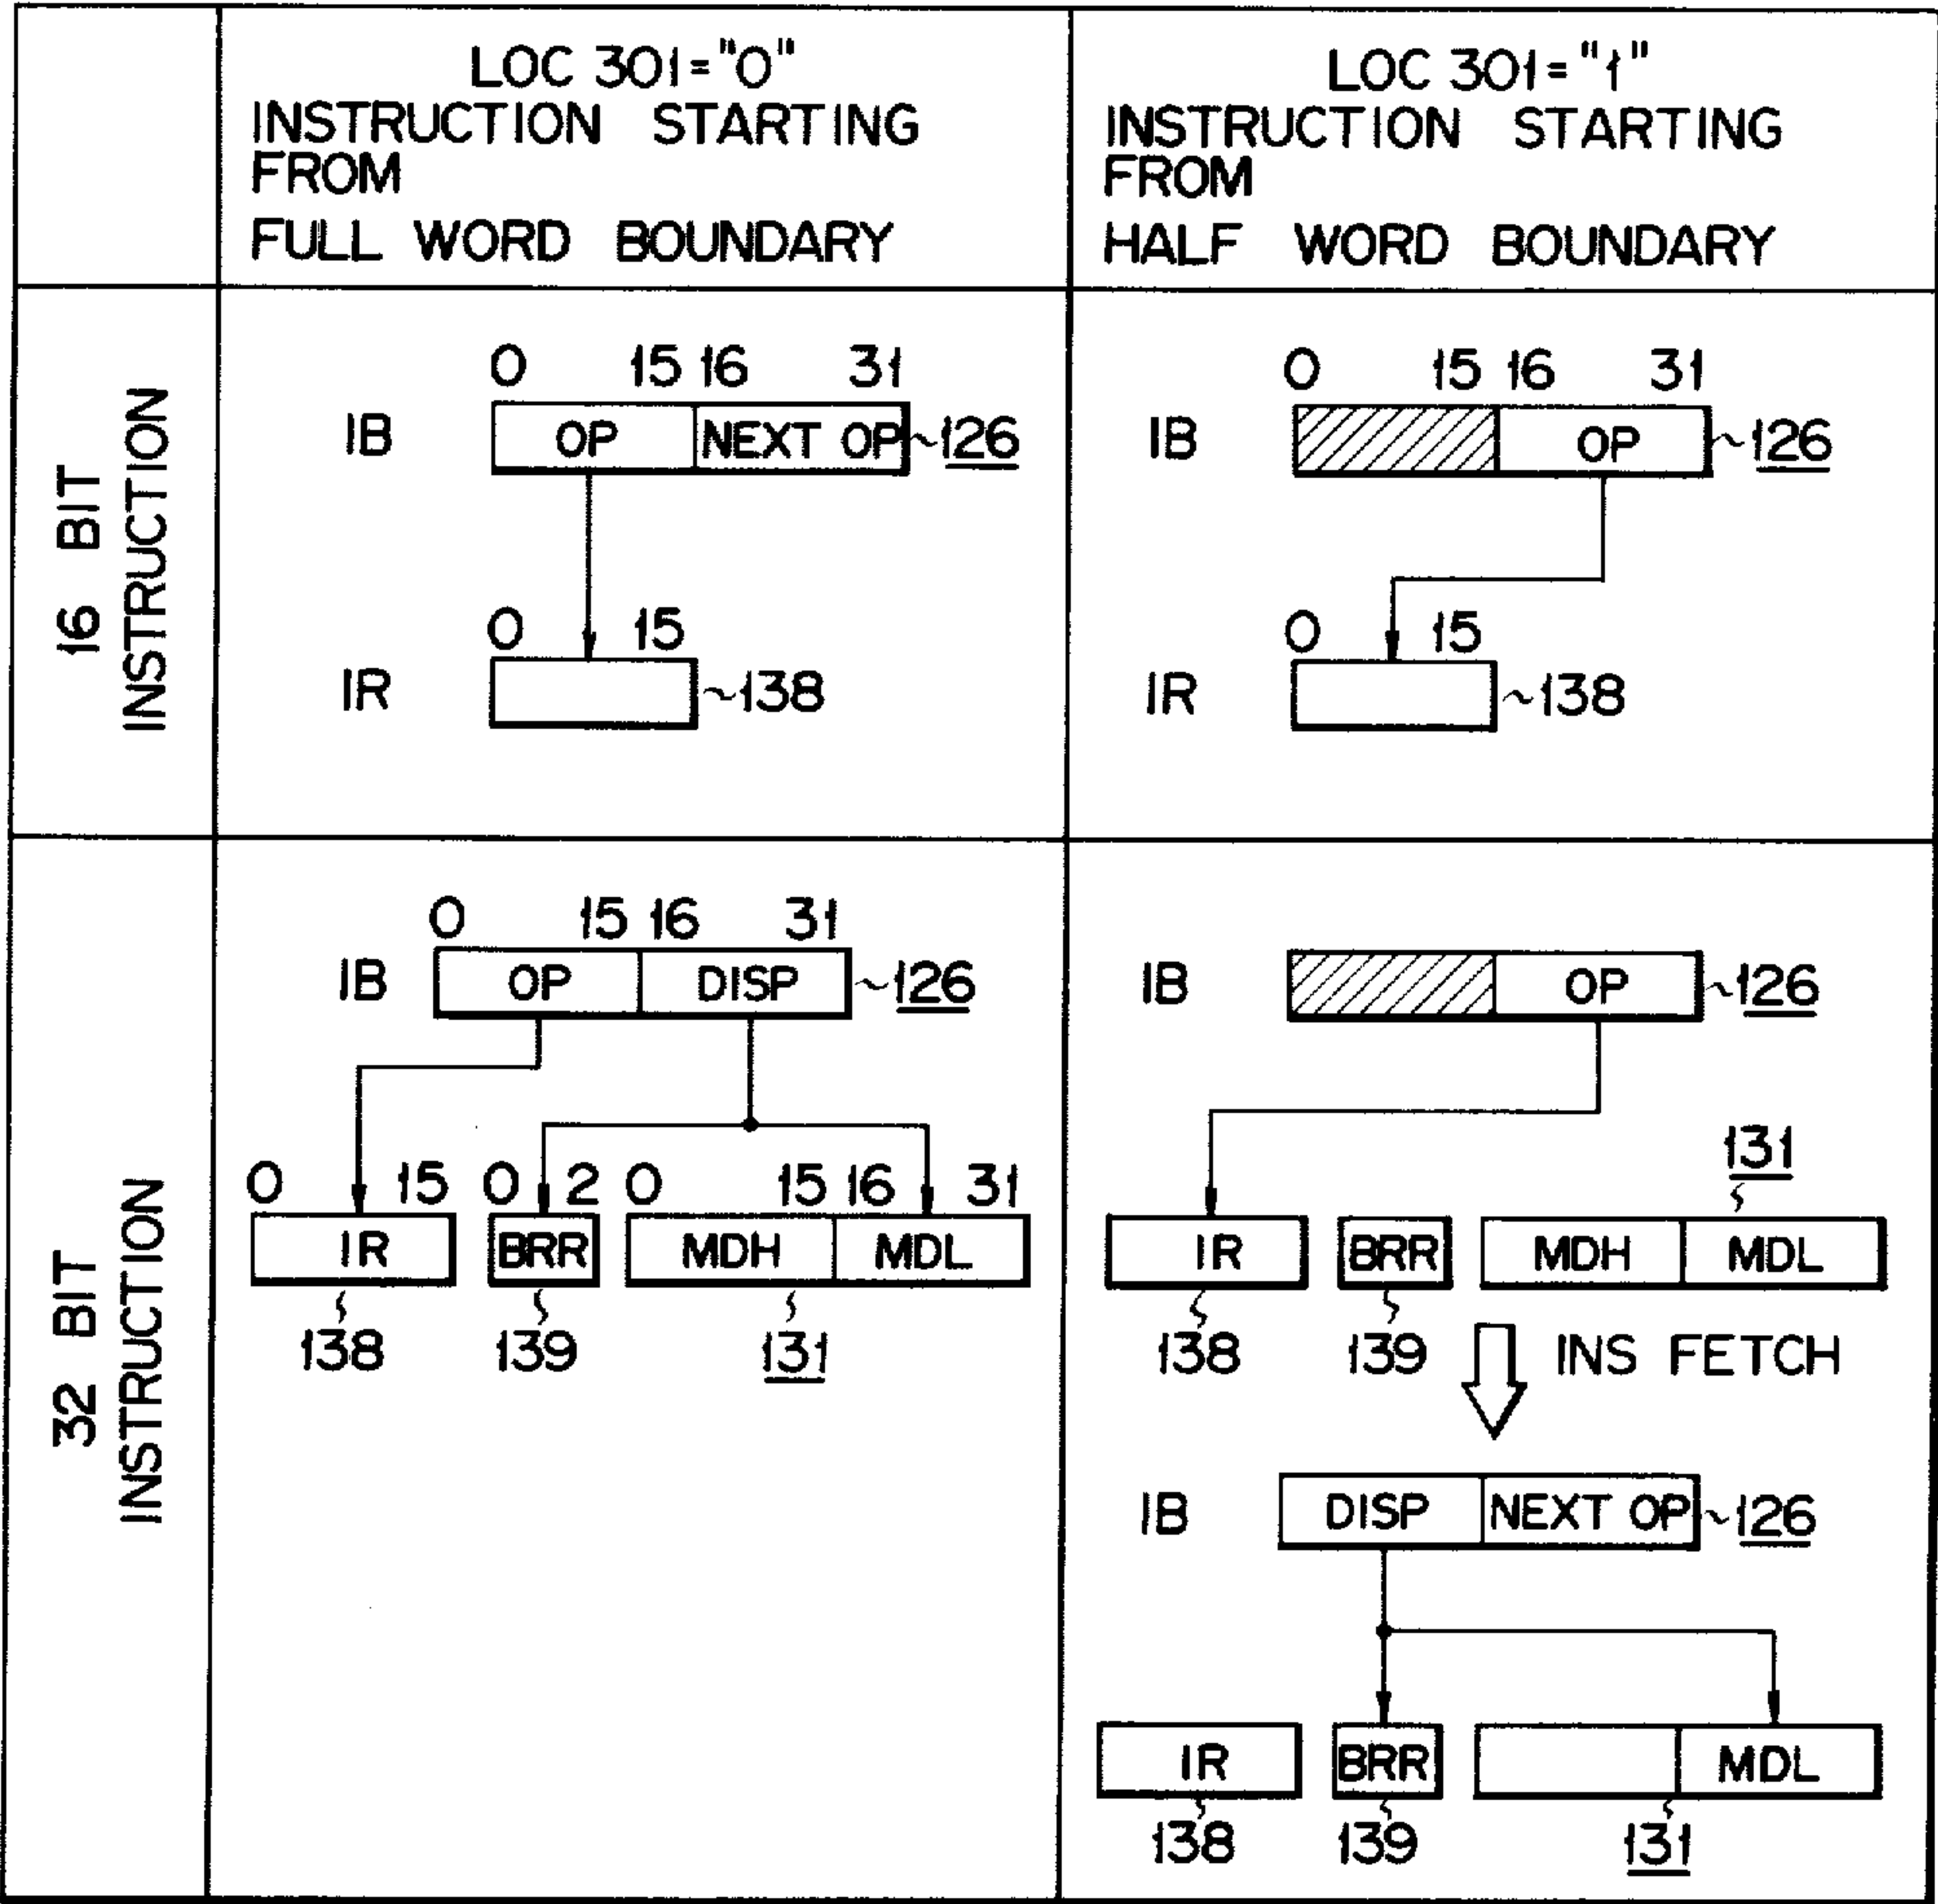 LOC 301="0"
INSTRUCTION STARTING
FROM
FULL WORD BOUNDARY
LOC 301="1"
INSTRUCTION STARTING
FROM
HALF WORD BOUNDARY
16 BIT
INSTRUCTION
0 15 16 31
IB OP NEXT OP 126
0 15
IR 138
0 15 16 31
IB OP 126
0 15
IR 138
32 BIT
INSTRUCTION
0 15 16 31
IB OP DISP 126
0 15 0 2 0 15 16 31
IR BRR MDH MDL
138 139 131
IB OP 126
131
IR BRR MDH MDL
138 139 INS FETCH
IB DISP NEXT OP 126
IR BRR MDL
138 139 131